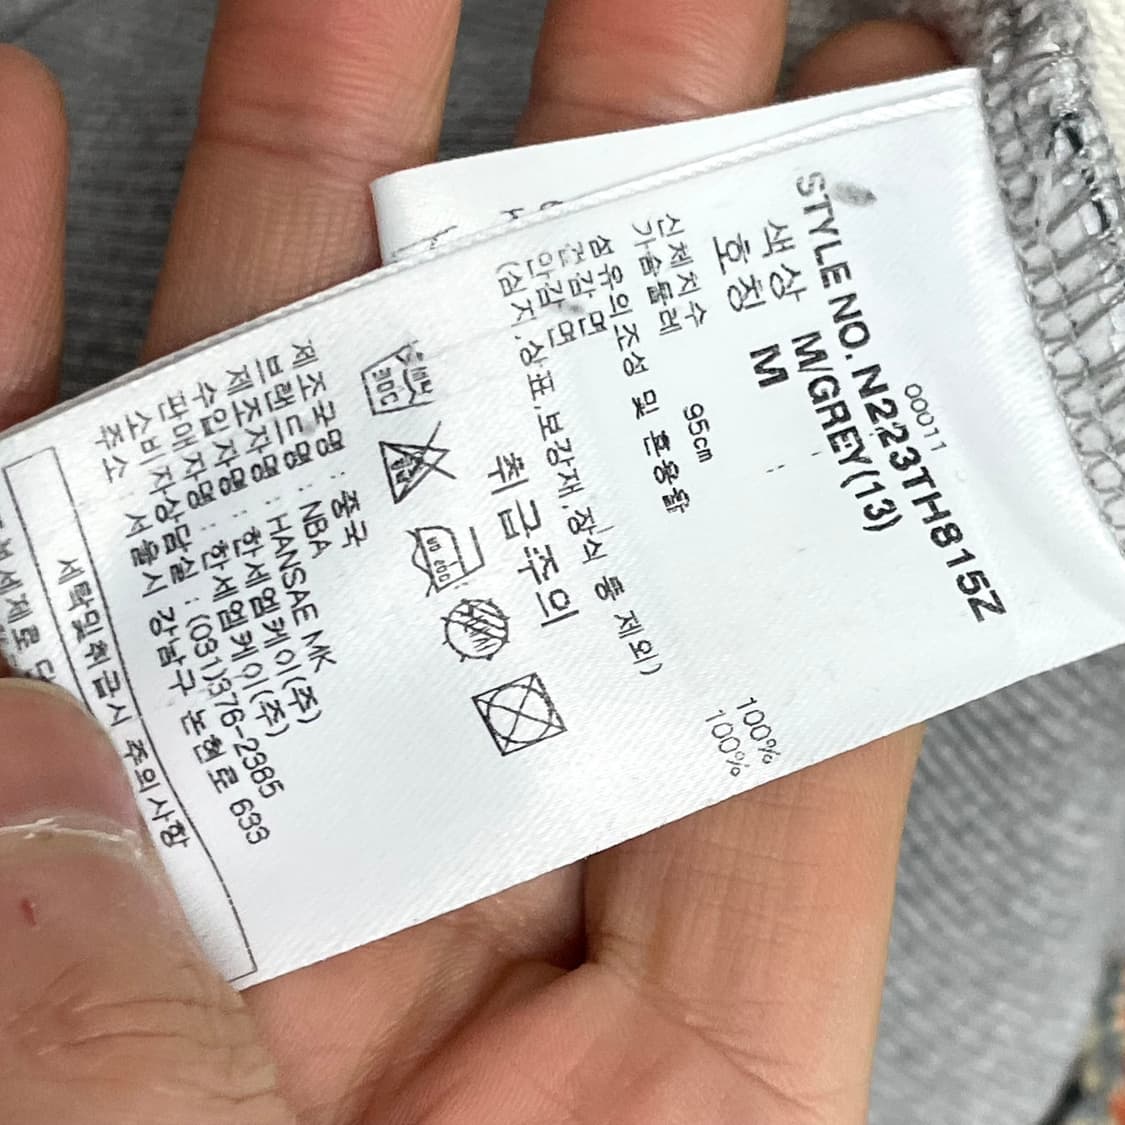 00011
STYLE NO. N223TH815Z
색상 M/GREY(13)
호칭 M
신체치수
가슴둘레 95cm
섬유의조성 및 혼용율
겉감 면 100%
안감 면 100%
(심지,상표,보강재,장식 등 제외)
취급주의
30C
제조국명 : 중국
브랜드명 : NBA
제조자명 : HANSAE MK
수입자명 : 한세엠케이(주)
판매자명 : 한세엠케이(주)
소비자상담실 : (031)376-2385
주소 : 서울시 강남구 논현로 633
세탁및취급시 주의사항